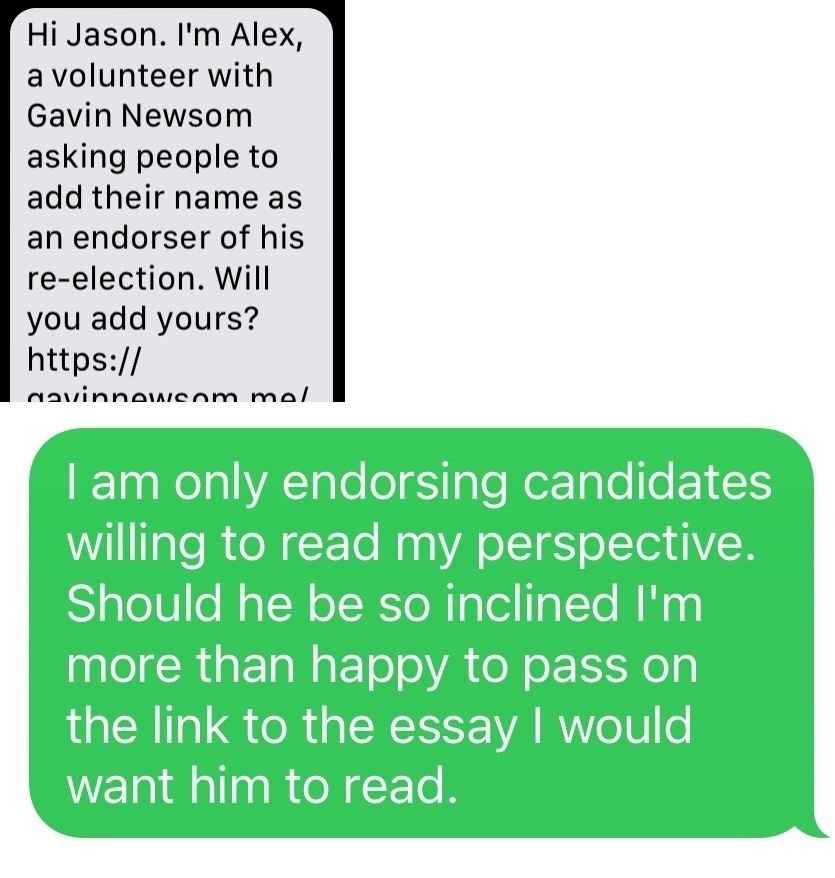 Hi Jason. I'm Alex,
a volunteer with
Gavin Newsom
asking people to
add their name as
an endorser of his
re-election. Will
you add yours?
https://
gavinnewsom.me/
I am only endorsing candidates
willing to read my perspective.
Should he be so inclined I'm
more than happy to pass on
the link to the essay I would
want him to read.